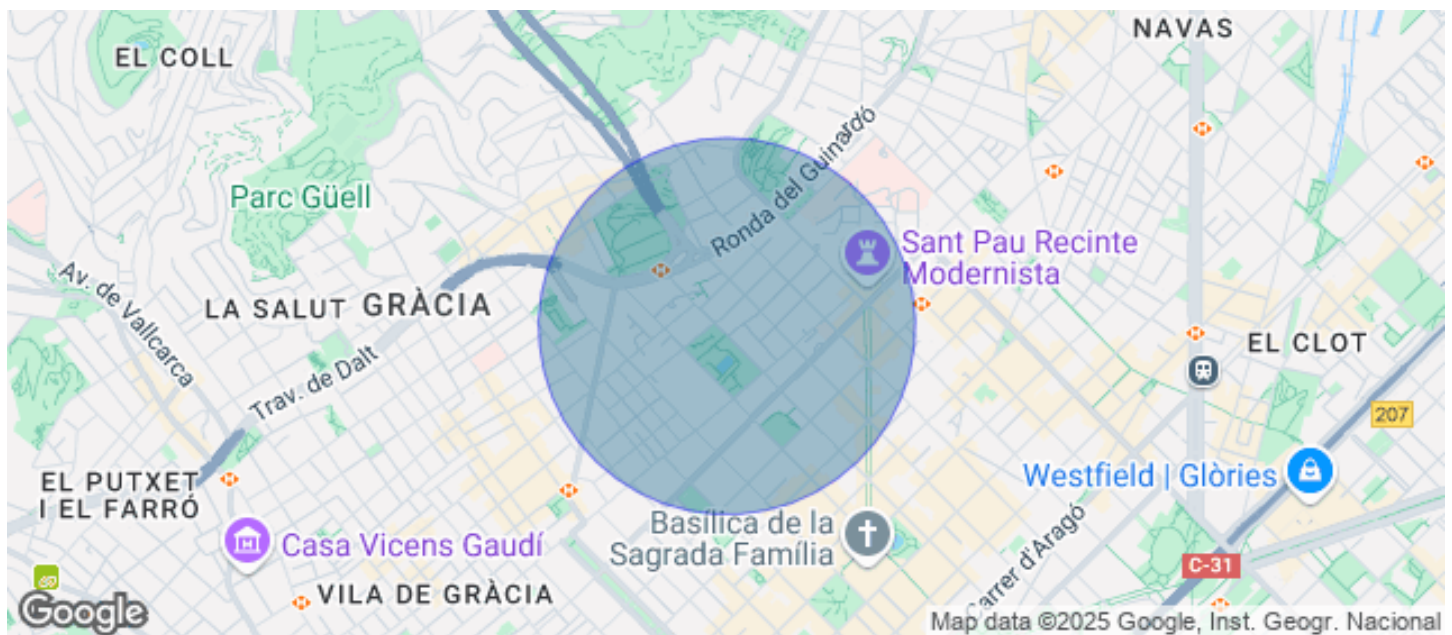 NAVAS
EL COLL
Parc Güell
Ronda del Guinardó
Sant Pau Recinte
Modernista
Av. de Vallcarca
LA SALUT
GRÀCIA
EL CLOT
Trav. de Dalt
207
EL PUTXET
I EL FARRÓ
Westfield | Glòries
Basílica de la
Sagrada Família
Carrer d'Aragó
Casa Vicens Gaudí
C-31
VILA DE GRÀCIA
Google
Map data ©2025 Google, Inst. Geogr. Nacional